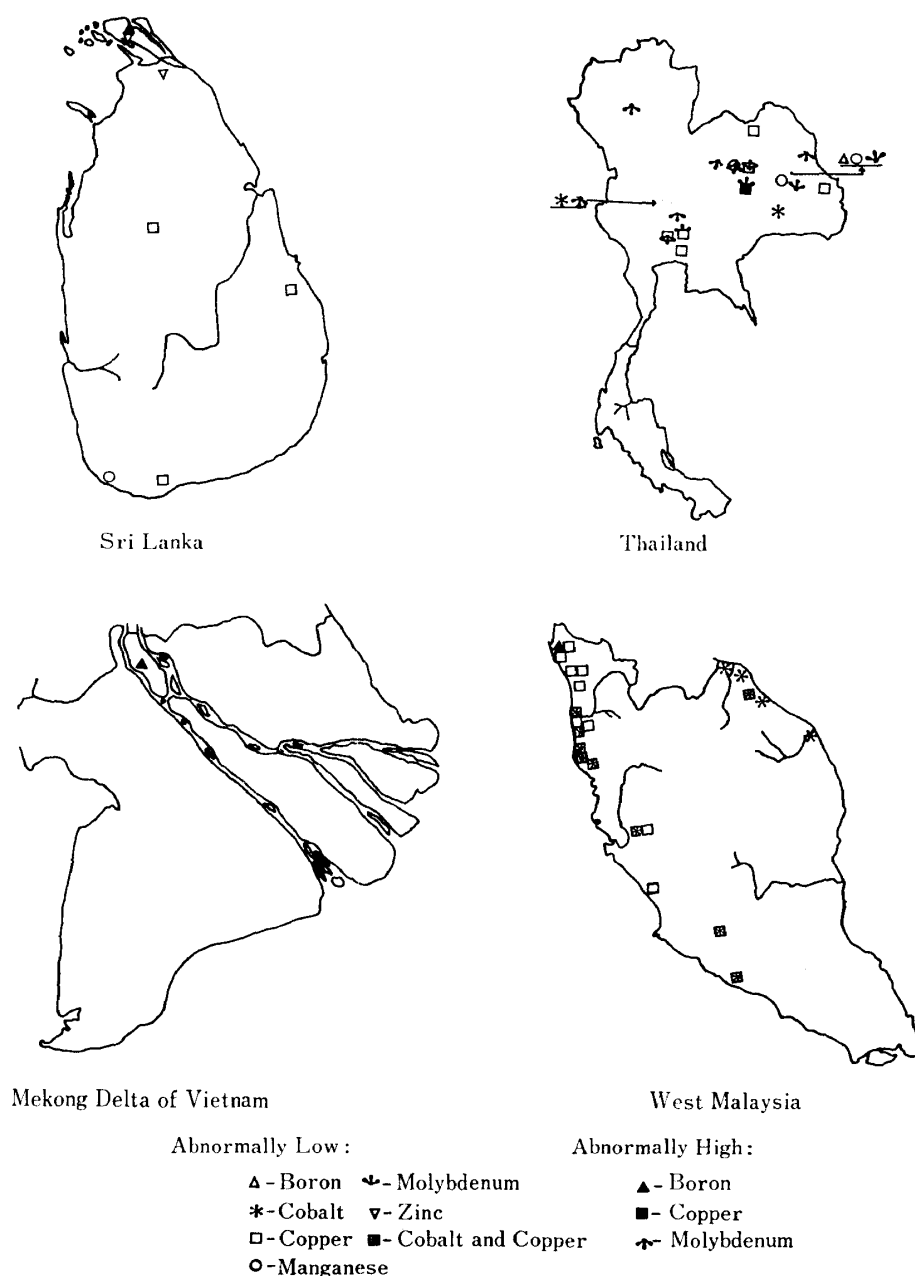 Sri Lanka
Thailand
Mekong Delta of Vietnam
West Malaysia
Abnormally Low :
- Boron
- Molybdenum
- Cobalt
- Zinc
- Copper
- Cobalt and Copper
- Manganese
Abnormally High :
- Boron
- Copper
- Molybdenum